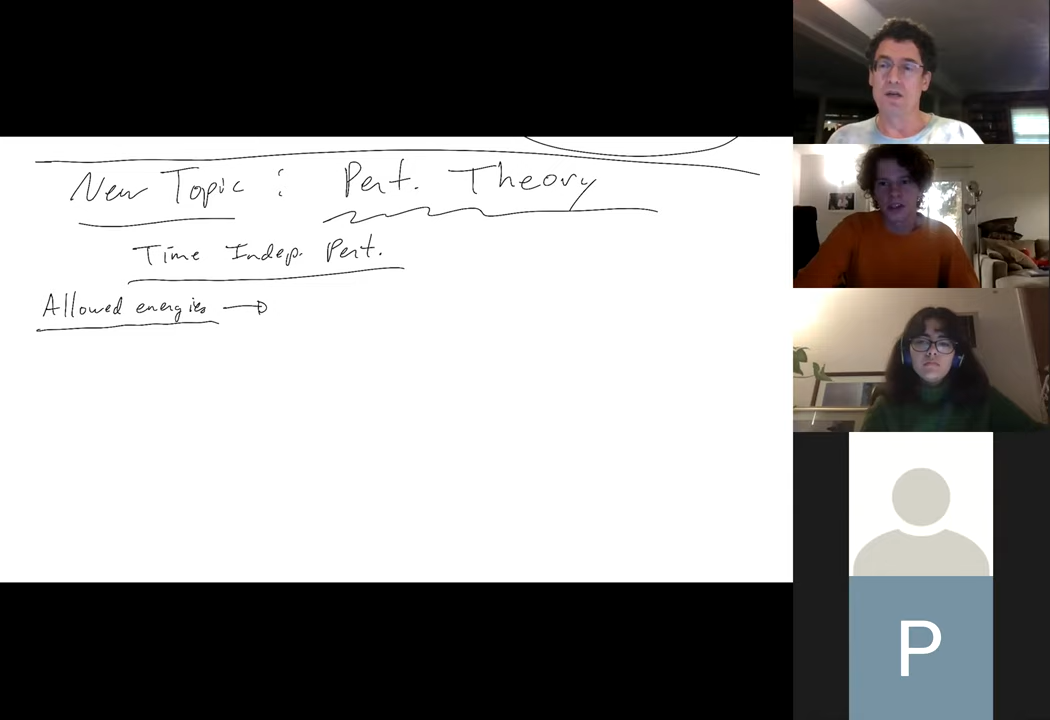 New Topic : Pert. Theory
Time Indep. Pert.
Allowed energies →
P